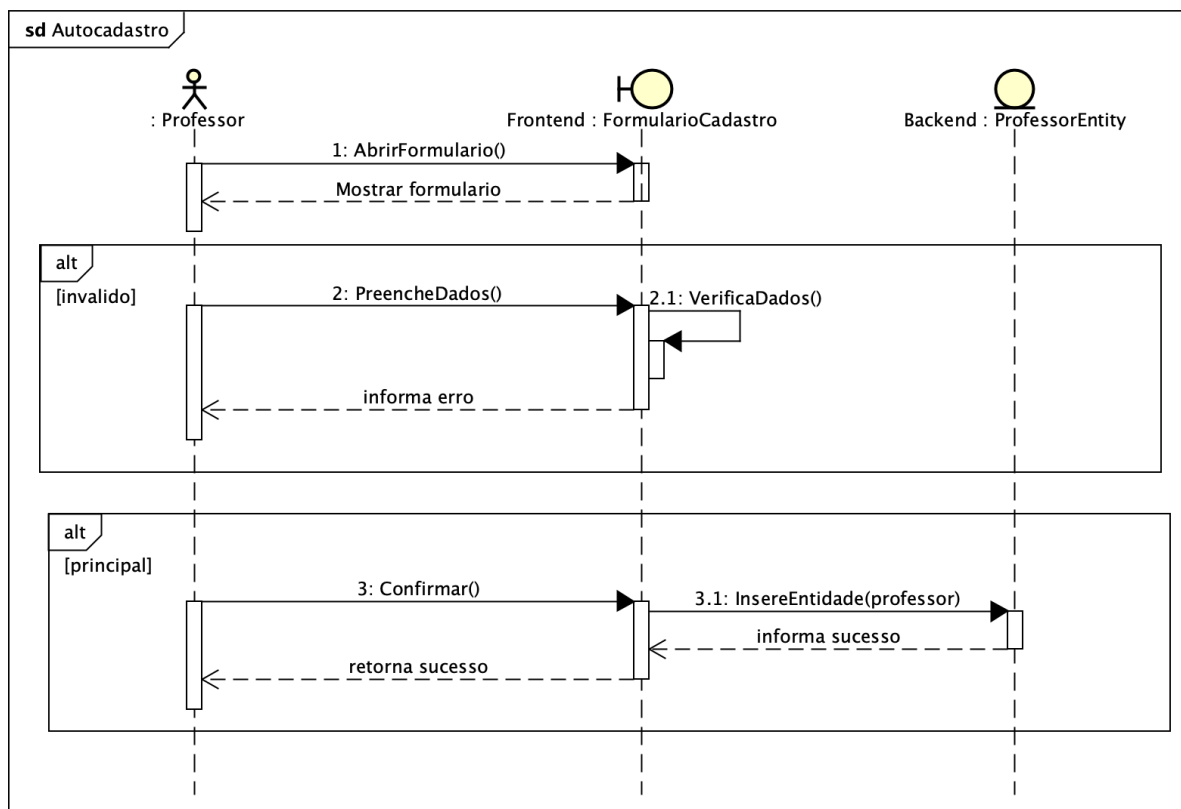 sd Autocadastro
: Professor
Frontend : FormularioCadastro
Backend : ProfessorEntity
1: AbrirFormulario()
Mostrar formulario
alt
[invalido]
2: PreencheDados()
2.1: VerificaDados()
informa erro
alt
[principal]
3: Confirmar()
3.1: InsereEntidade(professor)
informa sucesso
retorna sucesso